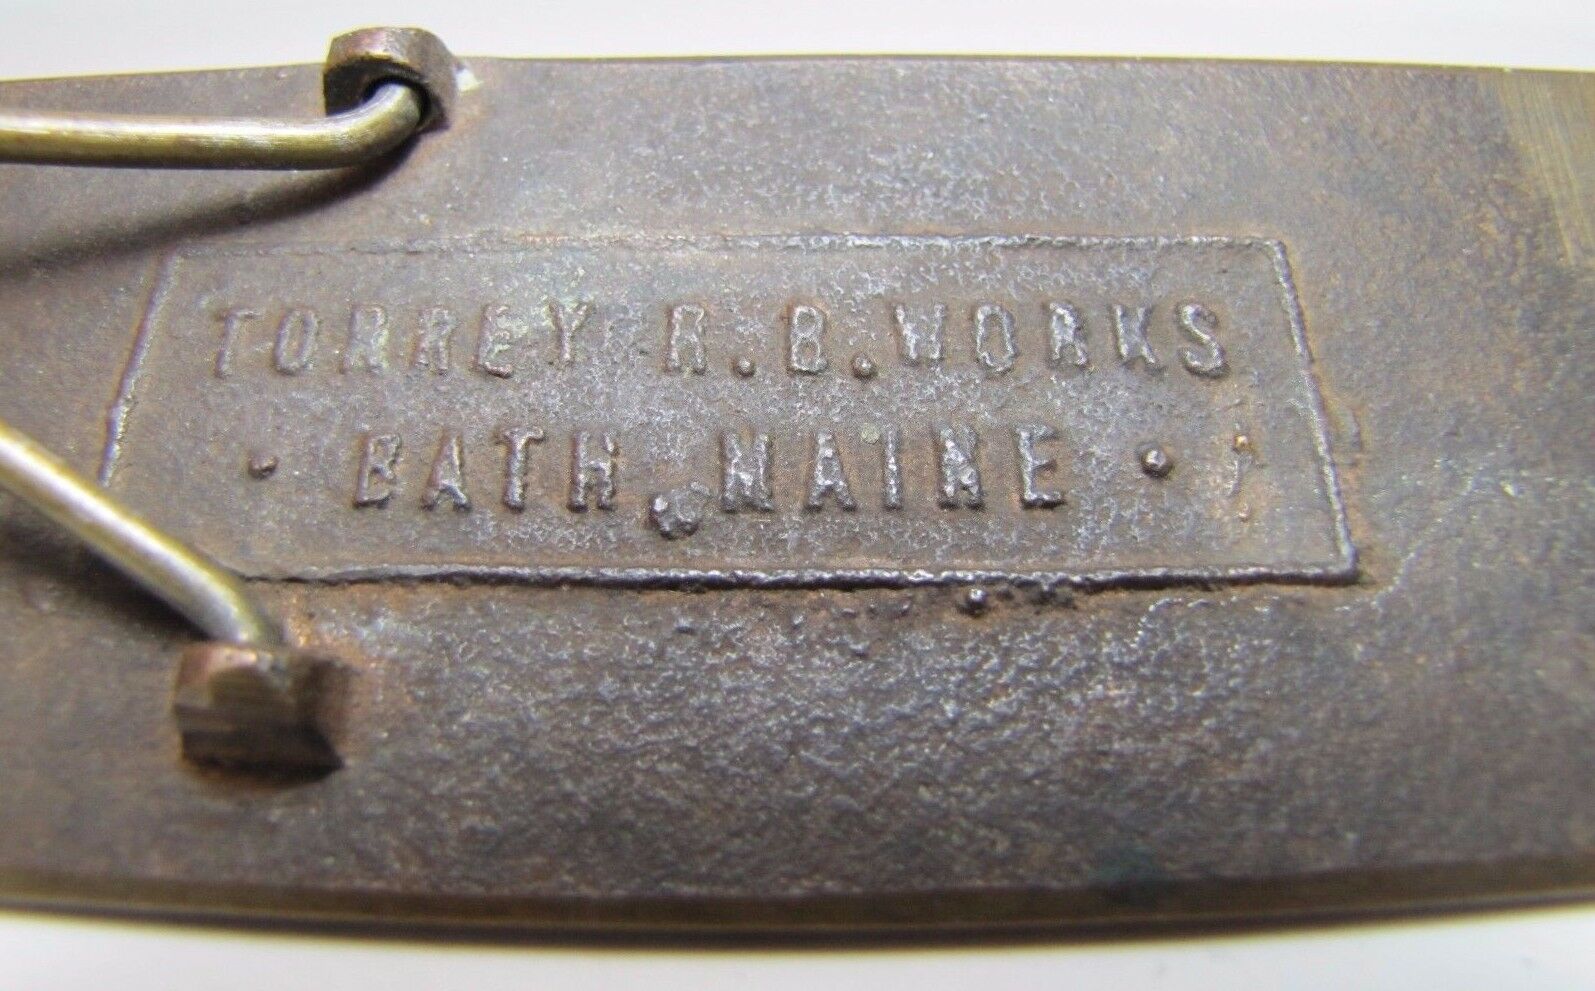 TORREY R.B.WORKS
· BATH, MAINE ·